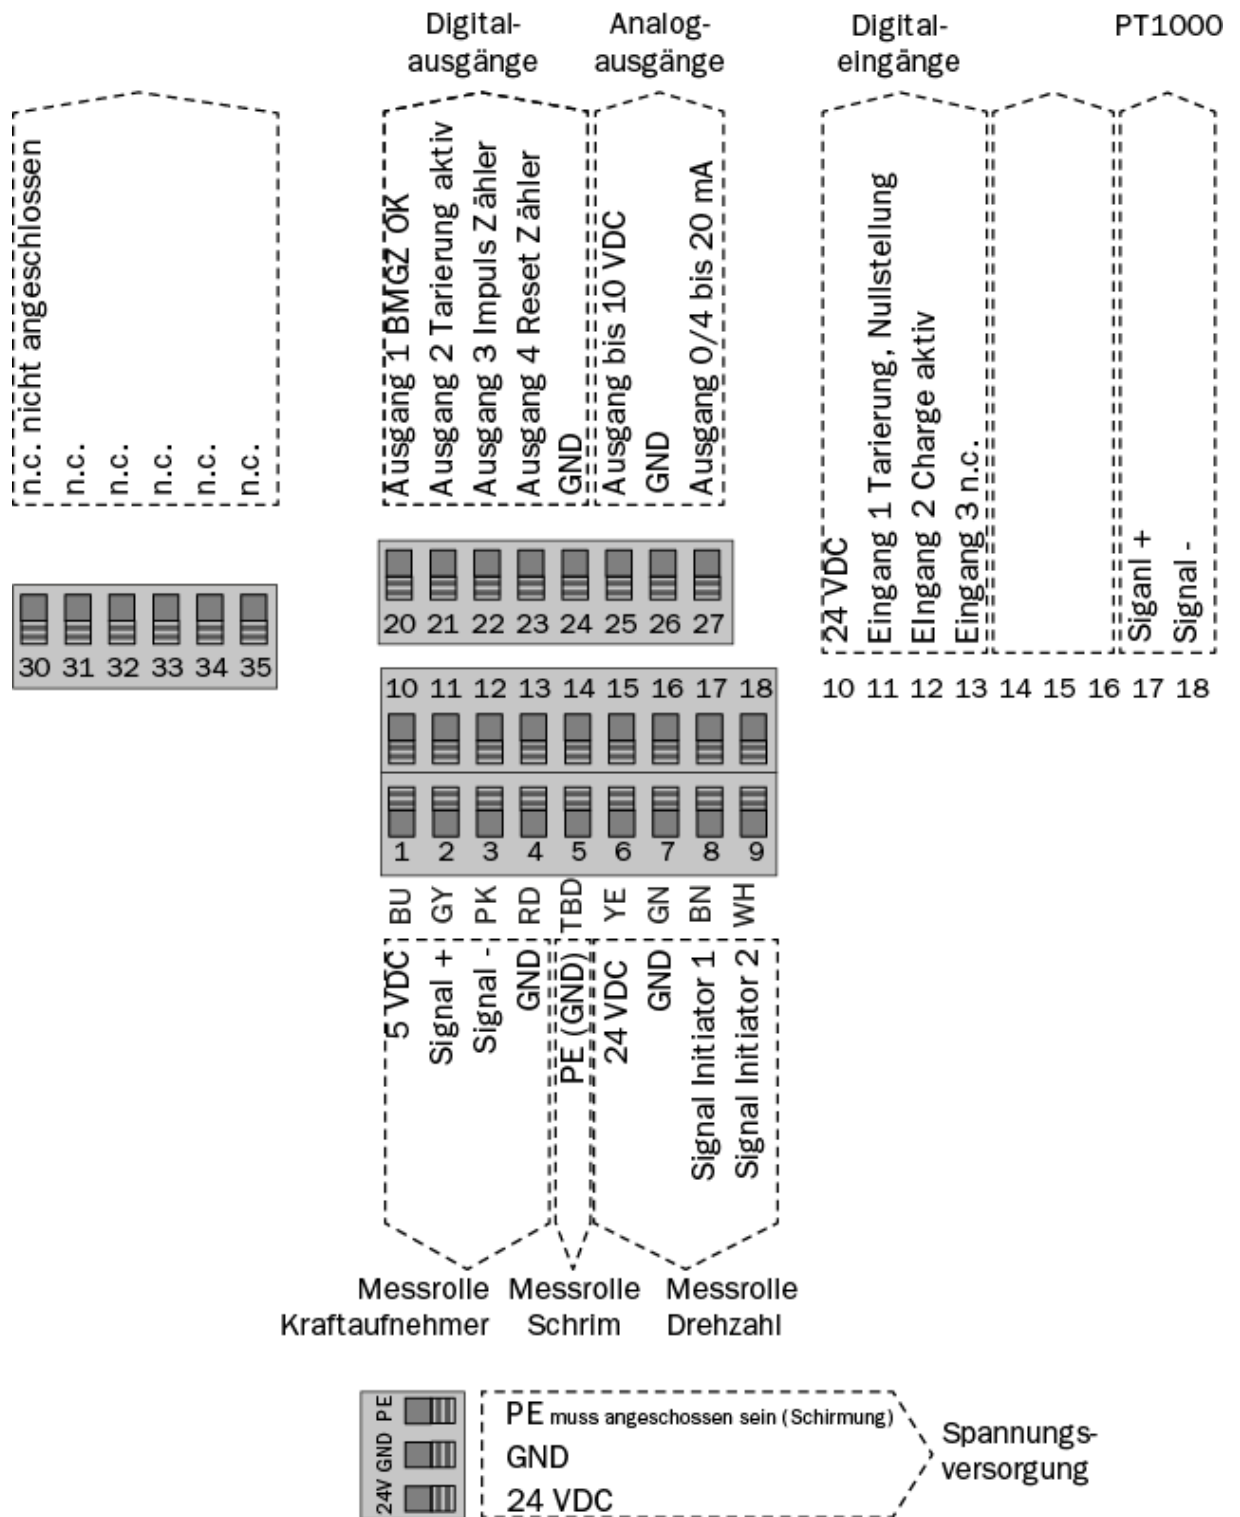 Digital-
ausgänge
Analog-
ausgänge
Digital-
eingänge
PT1000
n.c. nicht angeschlossen
n.c.
n.c.
n.c.
n.c.
n.c.
Ausgang 1 BMGZ OK
Ausgang 2 Tarierung aktiv
Ausgang 3 Impuls Zähler
Ausgang 4 Reset Zähler
GND
Ausgang bis 10 VDC
GND
Ausgang 0/4 bis 20 mA
24 VDC
Eingang 1 Tarierung, Nullstellung
EIngang 2 Charge aktiv
Eingang 3 n.c.
Siganl +
Signal -
30 31 32 33 34 35
20 21 22 23 24 25 26 27
10 11 12 13 14 15 16 17 18
10 11 12 13 14 15 16 17 18
1 2 3 4 5 6 7 8 9
BU
GY
PK
RD
TBD
YE
GN
BN
WH
5 VDC
Signal +
Signal -
GND
PE (GND)
24 VDC
GND
Signal Initiator 1
Signal Initiator 2
Messrolle
Kraftaufnehmer
Messrolle
Schrim
Messrolle
Drehzahl
PE
GND
24V
PE muss angeschossen sein (Schirmung)
GND
24 VDC
Spannungs-
versorgung